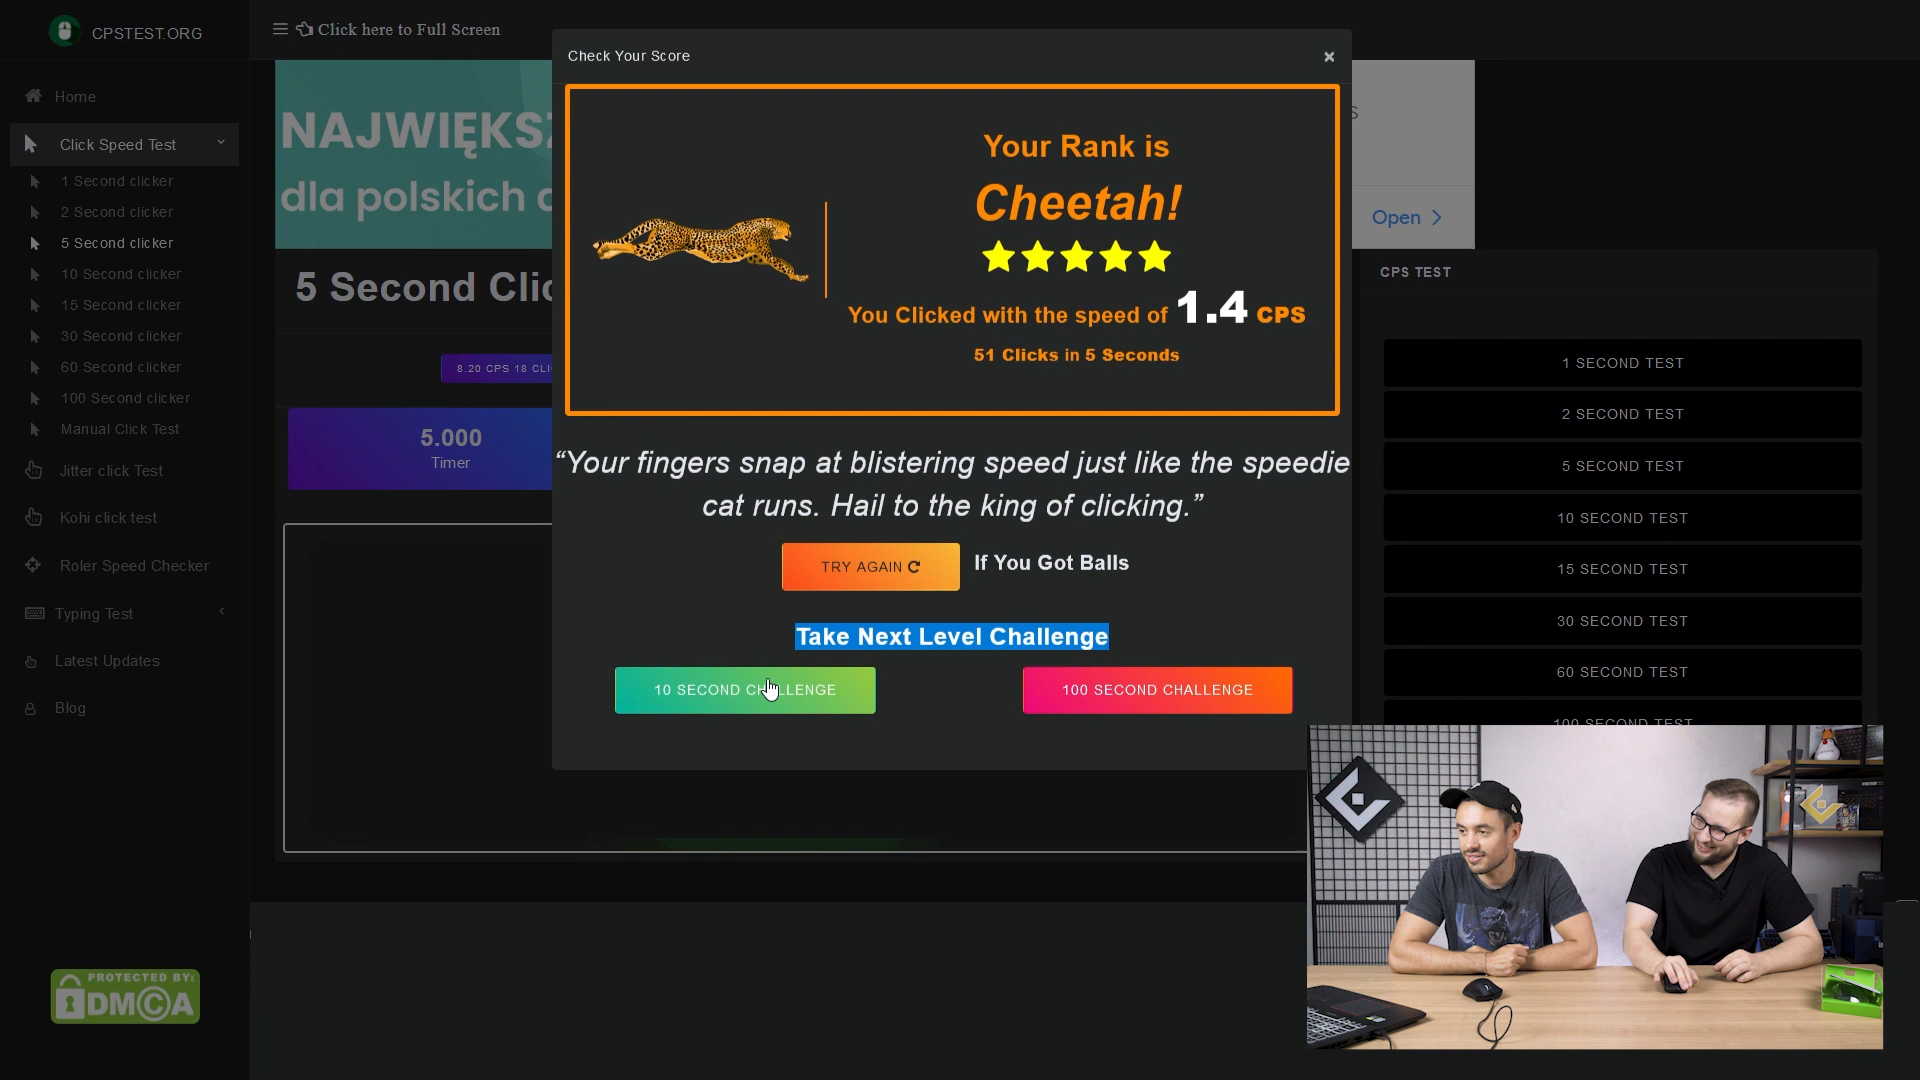 CPSTEST.ORG
Click here to Full Screen
Home
Click Speed Test
1 Second clicker
2 Second clicker
5 Second clicker
10 Second clicker
15 Second clicker
30 Second clicker
60 Second clicker
100 Second clicker
Manual Click Test
Jitter click Test
Kohi click test
Roler Speed Checker
Typing Test
Latest Updates
Blog
PROTECTED BY:
DMCA
dla polskich
5 Second
8.20 CPS 18
5.000
Timer
Check Your Score
×
Your Rank is
Cheetah!
You Clicked with the speed of 1.4 CPS
51 Clicks in 5 Seconds
“Your fingers snap at blistering speed just like the speedie
cat runs. Hail to the king of clicking.”
TRY AGAIN
If You Got Balls
Take Next Level Challenge
10 SECOND CHALLENGE
100 SECOND CHALLENGE
Open
CPS TEST
1 SECOND TEST
2 SECOND TEST
5 SECOND TEST
10 SECOND TEST
15 SECOND TEST
30 SECOND TEST
60 SECOND TEST
100 SECOND TEST